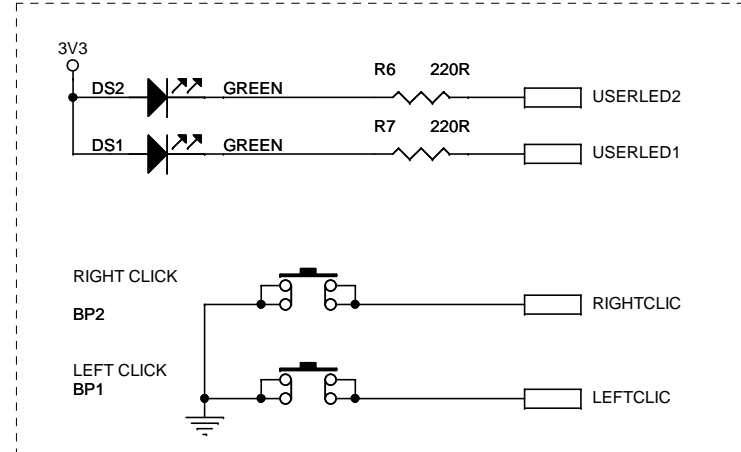 3V3
R6 220R
DS2 GREEN USERLED2
R7 220R
DS1 GREEN USERLED1
RIGHT CLICK
RIGHTCLIC
BP2
LEFT CLICK
BP1
LEFTCLIC